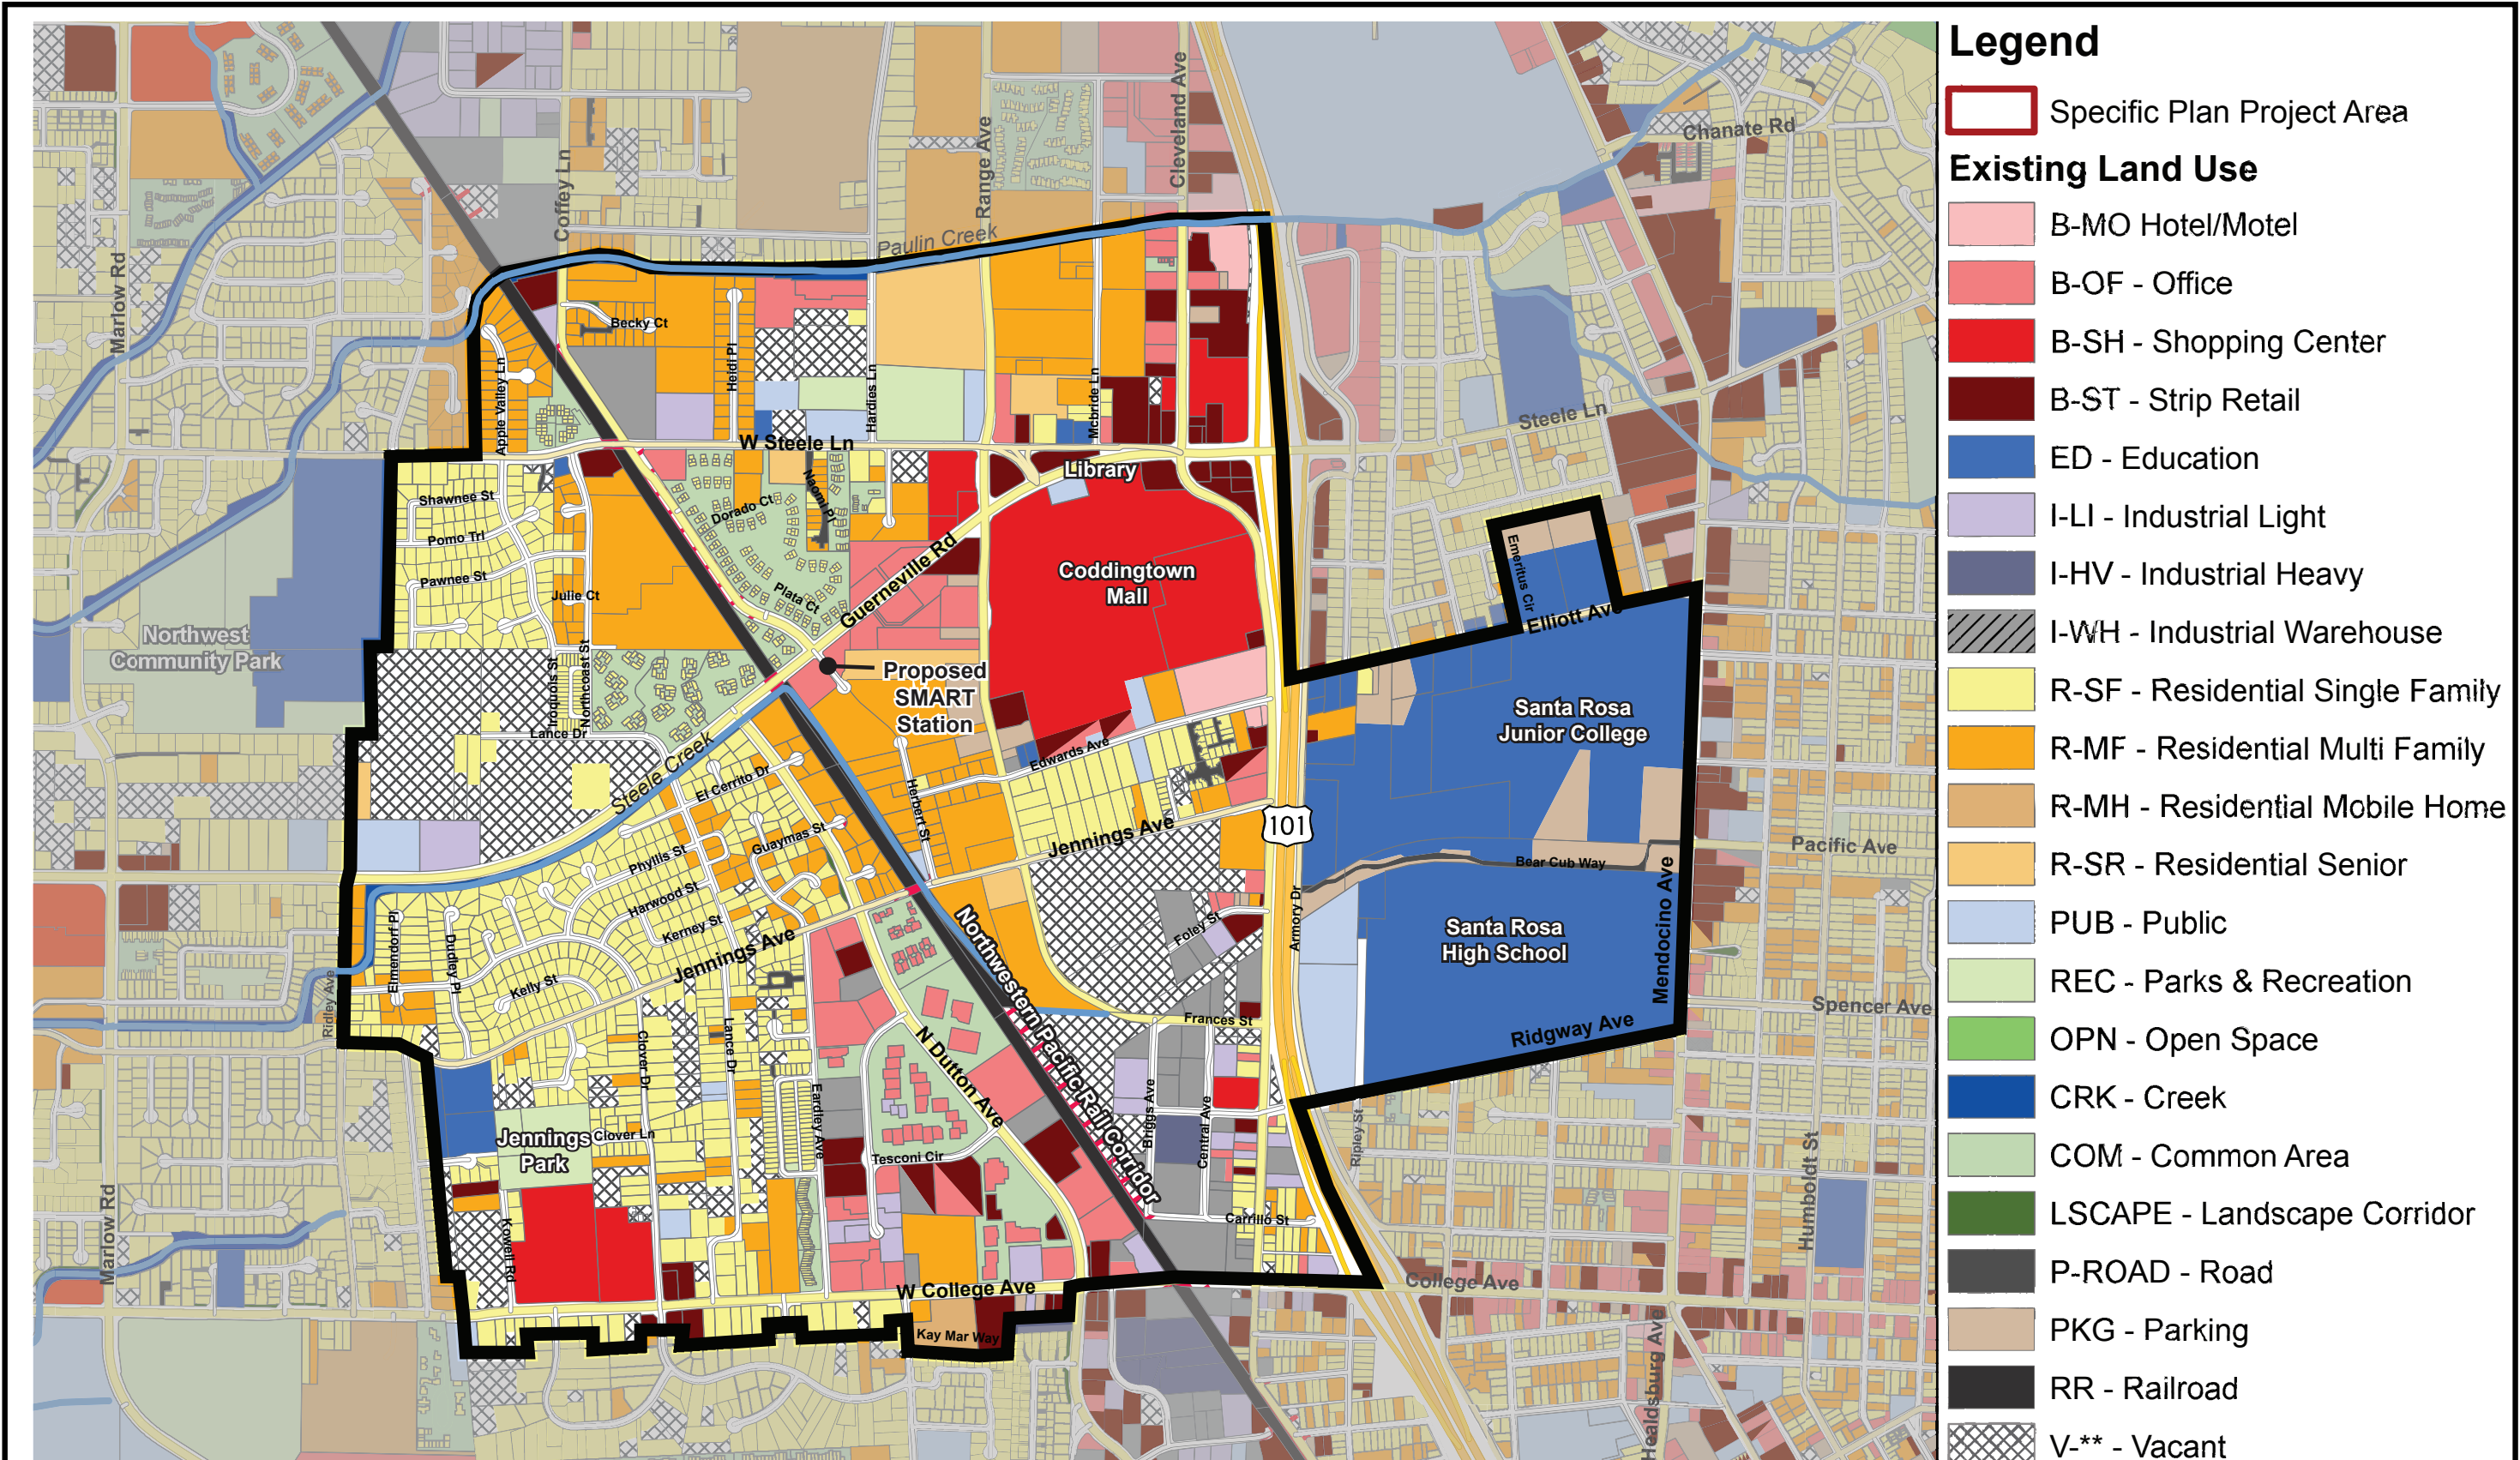 Legend
Specific Plan Project Area
Existing Land Use
B-MO Hotel/Motel
B-OF - Office
B-SH - Shopping Center
B-ST - Strip Retail
ED - Education
I-LI - Industrial Light
I-HV - Industrial Heavy
I-WH - Industrial Warehouse
R-SF - Residential Single Family
R-MF - Residential Multi Family
R-MH - Residential Mobile Home
R-SR - Residential Senior
PUB - Public
REC - Parks & Recreation
OPN - Open Space
CRK - Creek
COM - Common Area
LSCAPE - Landscape Corridor
P-ROAD - Road
PKG - Parking
RR - Railroad
V-** - Vacant
Cleveland Ave
Range Ave
Coffey Ln
Chanate Rd
Marlow Rd
Paulin Creek
Becky Ct
Heidi Pl
Apple Valley Ln
Hardies Ln
Mcbride Ln
Steele Ln
W Steele Ln
Library
Shawnee St
Pomo Trl
Pawnee St
Julie Ct
Dorado Ct
Naomi Pl
Plata Ct
Guerneville Rd
Coddingtown
Mall
Emeritus Cir
Elliott Ave
Northwest
Community Park
Iroquois St
Northcoast St
Lance Dr
Proposed
SMART
Station
Santa Rosa
Junior College
Steele Creek
El Cerrito Dr
Edwards Ave
Herbert St
Guaymas St
Phyllis St
Harwood St
Kerney St
Jennings Ave
Jennings Ave
101
Bear Cub Way
Pacific Ave
Mendocino Ave
Armory Dr
Foley St
Santa Rosa
High School
Elmendorf Pl
Dudley Pl
Kelly St
Ridley Ave
Northwestern Pacific Rail Corridor
Spencer Ave
Frances St
Ridgway Ave
N Dutton Ave
Clover Dr
Lance Dr
Eardley Ave
Briggs Ave
Central Ave
Ripley St
Humboldt St
Jennings
Park
Clover Ln
Tesconi Cir
Marlow Rd
Kowell Rd
Carrillo St
W College Ave
College Ave
Kay Mar Way
Healdsburg Ave